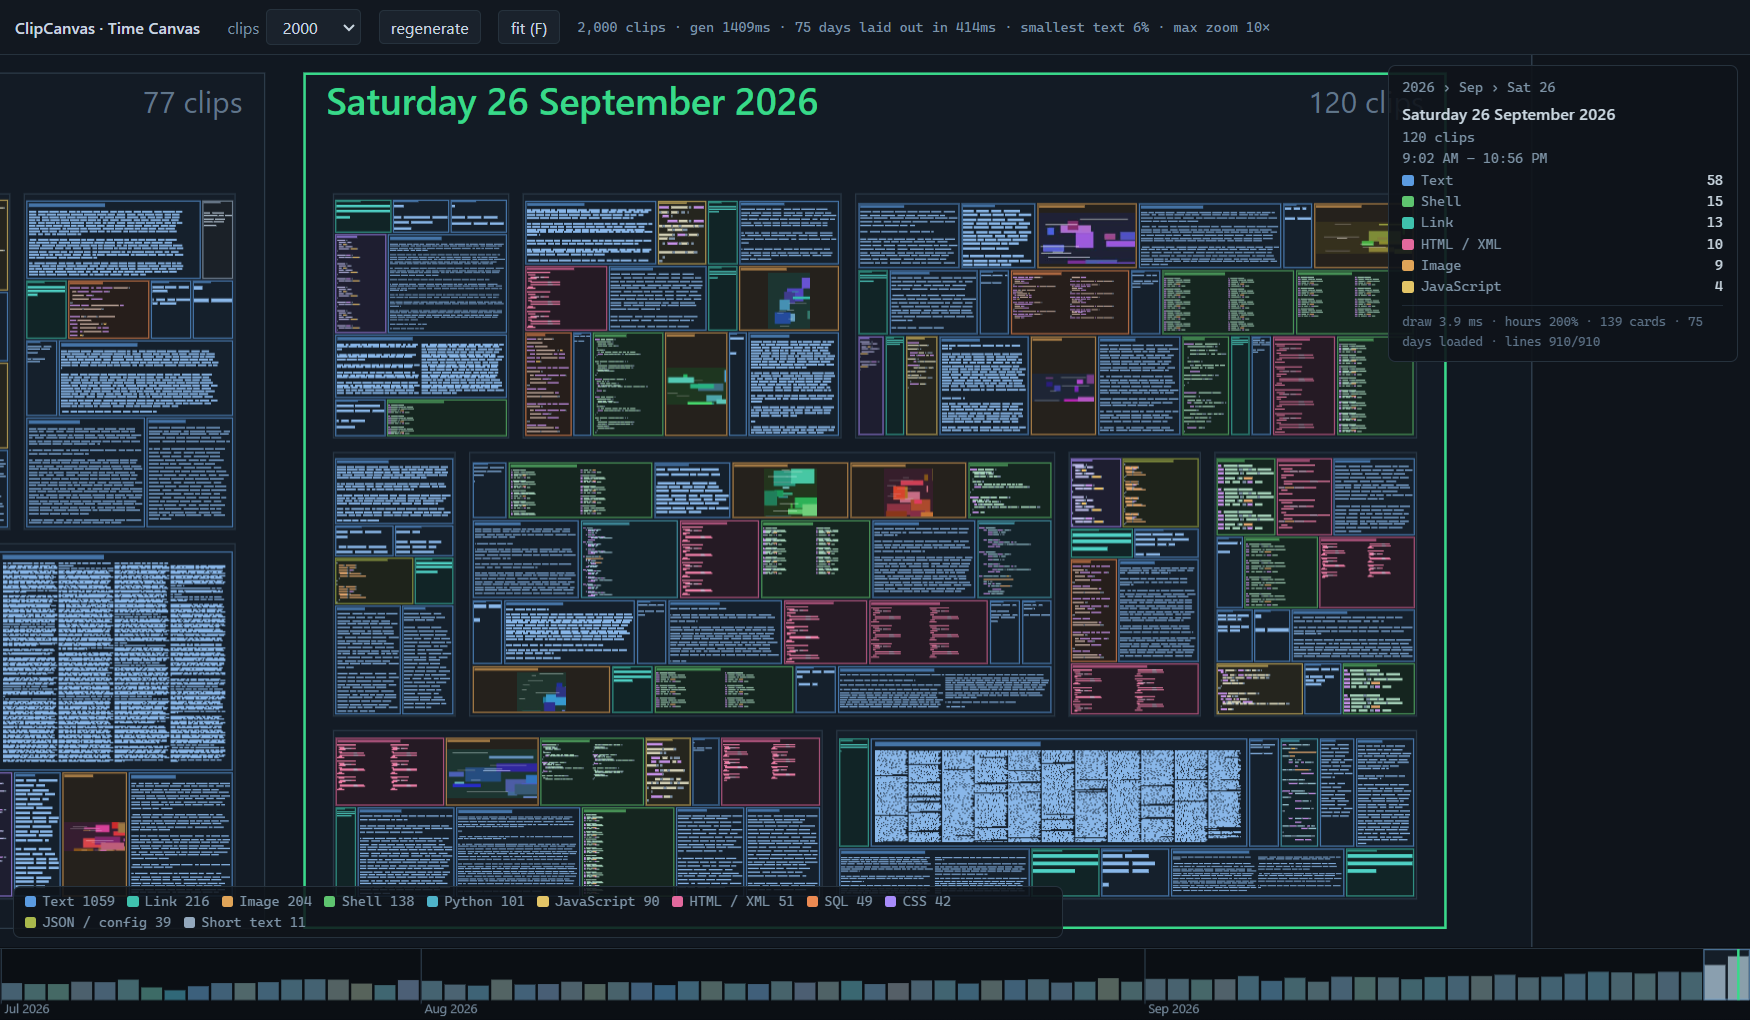 ClipCanvas · Time Canvas
clips
2000
regenerate
fit (F)
2,000 clips · gen 1409ms · 75 days laid out in 414ms · smallest text 6% · max zoom 10×
77 clips
Saturday 26 September 2026
120 clips
2026 › Sep › Sat 26
Saturday 26 September 2026
120 clips
9:02 AM – 10:56 PM
Text 58
Shell 15
Link 13
HTML / XML 10
Image 9
JavaScript 4
draw 3.9 ms · hours 200% · 139 cards · 75
days loaded · lines 910/910
Text 1059 Link 216 Image 204 Shell 138 Python 101 JavaScript 90 HTML / XML 51 SQL 49 CSS 42
JSON / config 39 Short text 11
Jul 2026
Aug 2026
Sep 2026